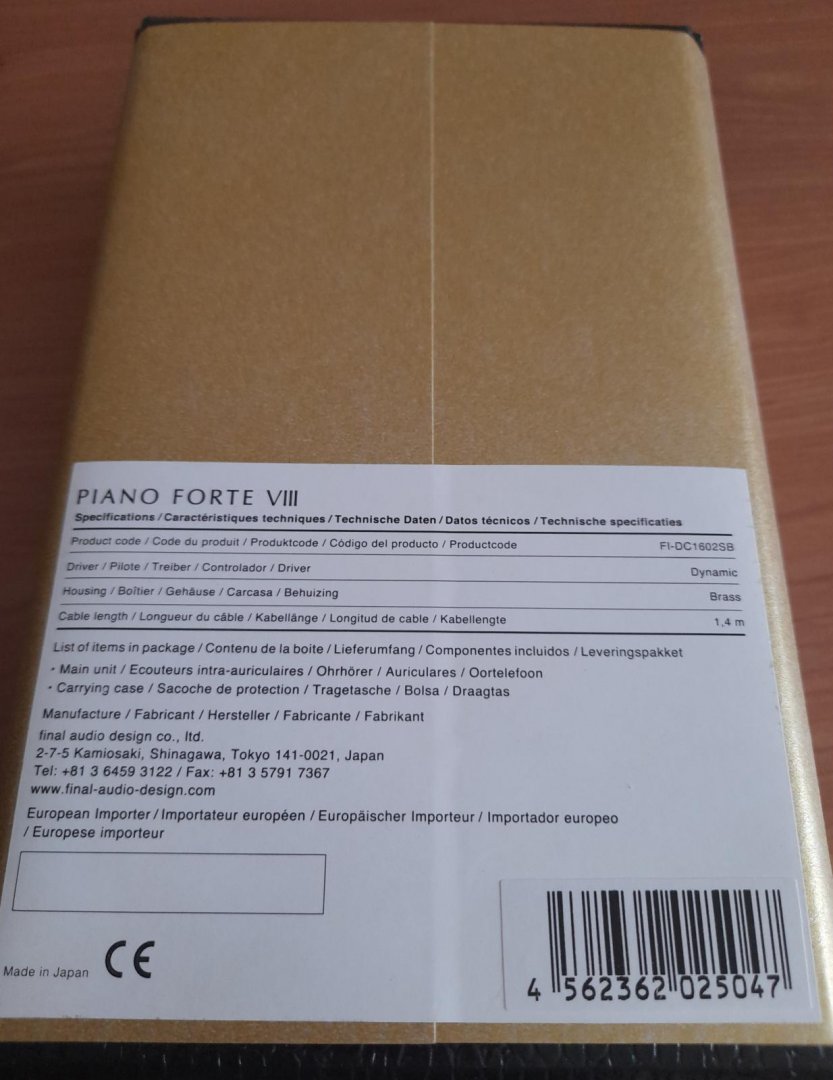 PIANO FORTE VIII
Specifications / Caractéristiques techniques / Technische Daten / Datos técnicos / Technische specificaties
Product code / Code du produit / Produktcode / Código del producto / Productcode FI-DC1602SB
Driver / Pilote / Treiber / Controlador / Driver Dynamic
Housing / Boîtier / Gehäuse / Carcasa / Behuizing Brass
Cable length / Longueur du câble / Kabellänge / Longitud de cable / Kabellengte 1,4 m
List of items in package / Contenu de la boite / Lieferumfang / Componentes incluidos / Leveringspakket
・Main unit / Ecouteurs intra-auriculaires / Ohrhörer / Auriculares / Oortelefoon
・Carrying case / Sacoche de protection / Tragetasche / Bolsa / Draagtas
Manufacture / Fabricant / Hersteller / Fabricante / Fabrikant
final audio design co., ltd.
2-7-5 Kamiosaki, Shinagawa, Tokyo 141-0021, Japan
Tel: +81 3 6459 3122 / Fax: +81 3 5791 7367
www.final-audio-design.com
European Importer / Importateur européen / Europäischer Importeur / Importador europeo
/ Europese importeur
Made in Japan CE
4 562362 025047